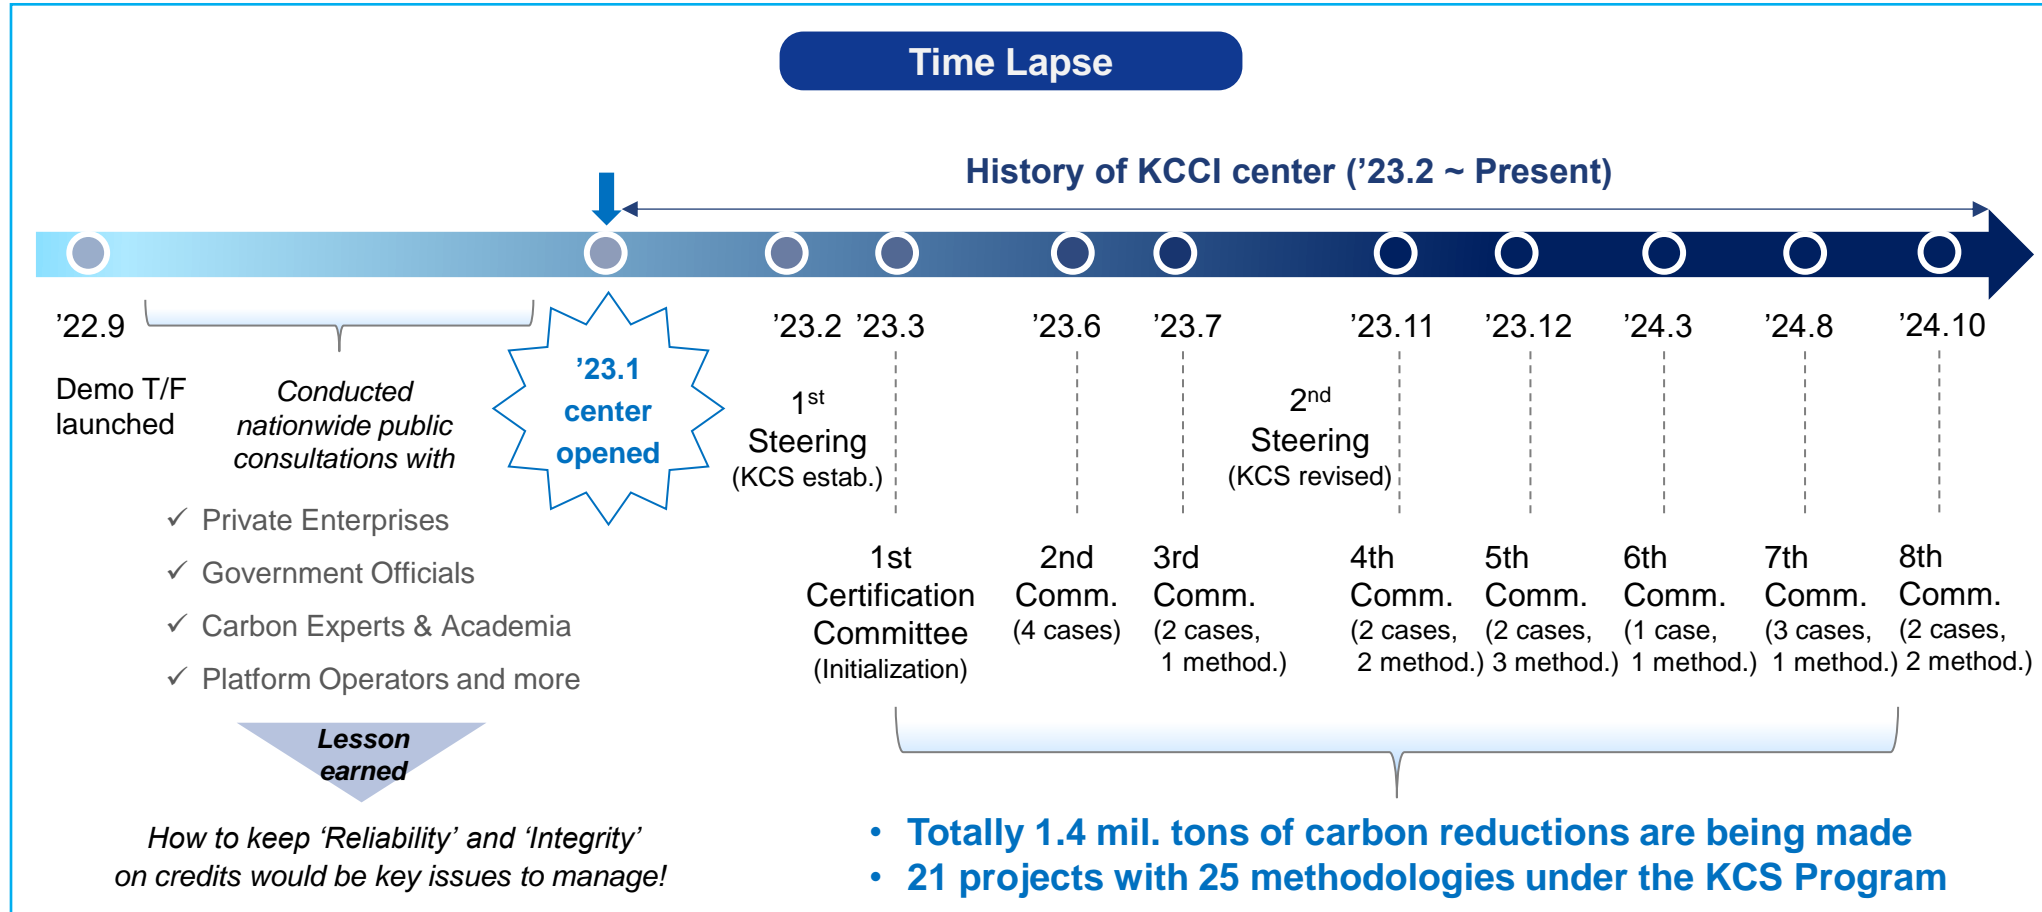 Time Lapse
History of KCCI center (’23.2 ~ Present)
’22.9
Demo T/F
launched
Conducted
nationwide public
consultations with
✓ Private Enterprises
✓ Government Officials
✓ Carbon Experts & Academia
✓ Platform Operators and more
Lesson
earned
How to keep ‘Reliability’ and ‘Integrity’
on credits would be key issues to manage!
’23.1
center
opened
’23.2
1st
Steering
(KCS estab.)
’23.3
1st
Certification
Committee
(Initialization)
’23.6
2nd
Comm.
(4 cases)
’23.7
3rd
Comm.
(2 cases,
1 method.)
2nd
Steering
(KCS revised)
’23.11
4th
Comm.
(2 cases,
2 method.)
’23.12
5th
Comm.
(2 cases,
3 method.)
’24.3
6th
Comm.
(1 case,
1 method.)
’24.8
7th
Comm.
(3 cases,
1 method.)
’24.10
8th
Comm.
(2 cases,
2 method.)
• Totally 1.4 mil. tons of carbon reductions are being made
• 21 projects with 25 methodologies under the KCS Program